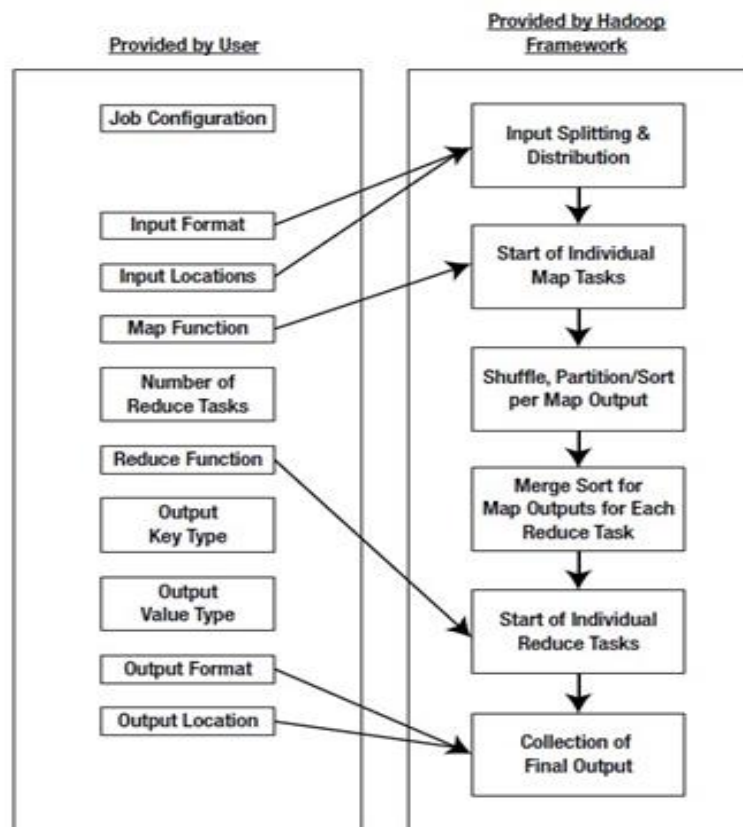 Provided by User
Job Configuration
Input Format
Input Locations
Map Function
Number of
Reduce Tasks
Reduce Function
Output
Key Type
Output
Value Type
Output Format
Output Location
Provided by Hadoop
Framework
Input Splitting &
Distribution
Start of Individual
Map Tasks
Shuffle, Partition/Sort
per Map Output
Merge Sort for
Map Outputs for Each
Reduce Task
Start of Individual
Reduce Tasks
Collection of
Final Output